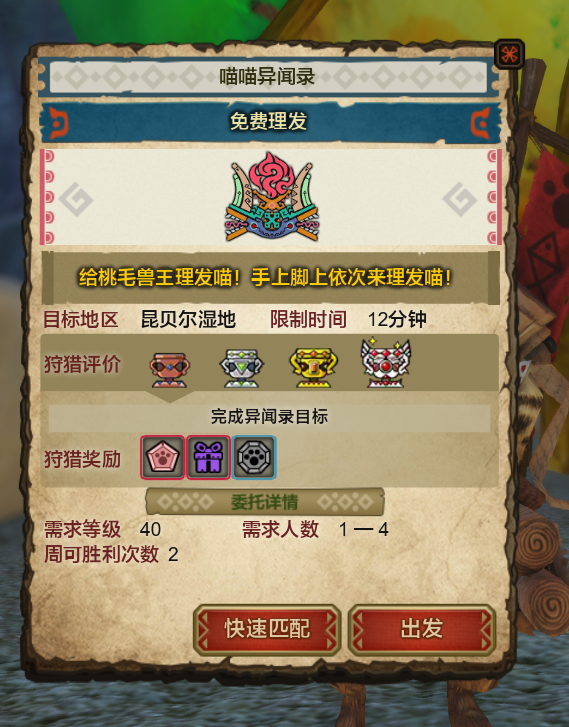 喵喵异闻录
免费理发
给桃毛兽王理发喵！手上脚上依次来理发喵！
目标地区 昆贝尔湿地 限制时间 12分钟
狩猎评价
完成异闻录目标
狩猎奖励
委托详情
需求等级 40 需求人数 1 — 4
周可胜利次数 2
快速匹配 出发